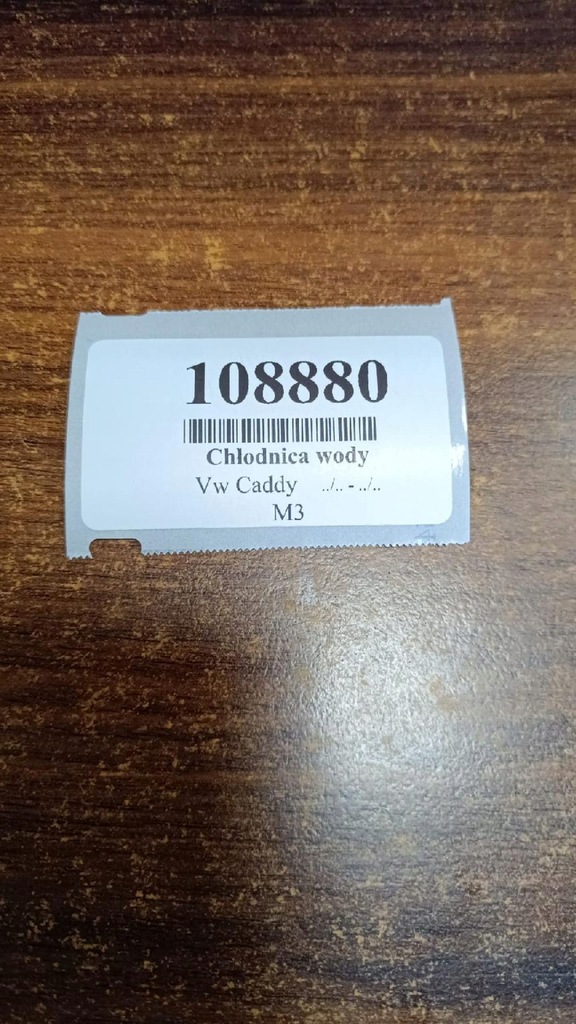 108880
Chłodnica wody
Vw Caddy ../.. - ../..
M3